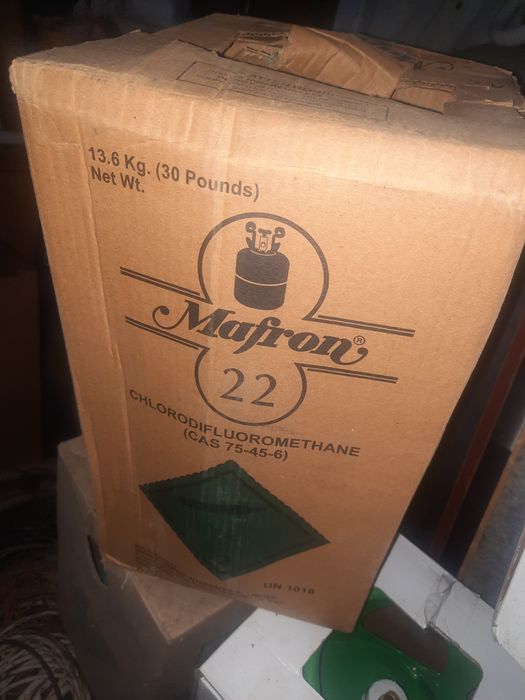 13.6 Kg. (30 Pounds)
Net Wt.
Mafron®
22
CHLORODIFLUOROMETHANE
(CAS 75-45-6)
UN 1018